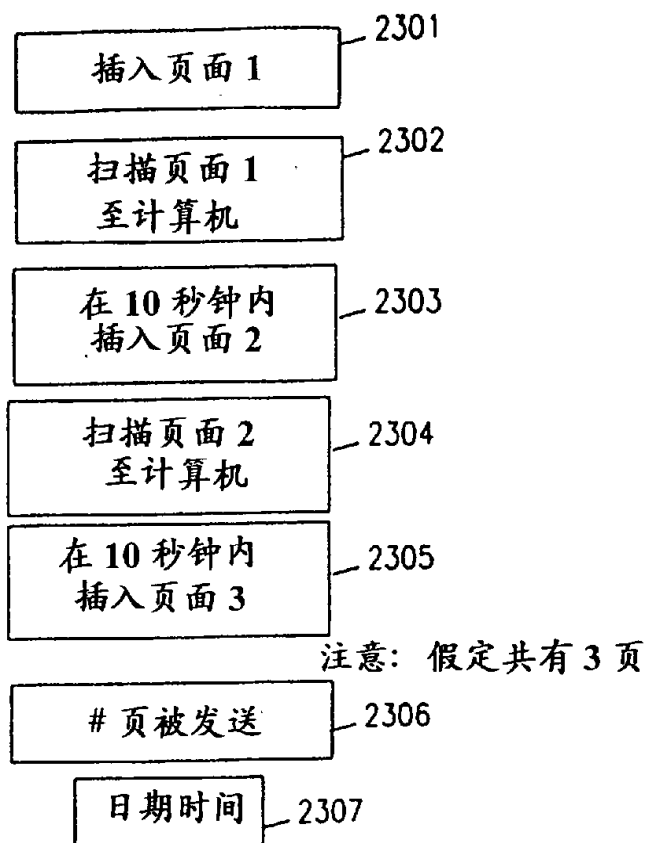 2301
插入页面 1
2302
扫描页面 1
至计算机
在 10 秒钟内
2303
插入页面 2
扫描页面 2
2304
至计算机
在 10 秒钟内
2305
插入页面 3
注意: 假定共有 3 页
# 页被发送
2306
日期时间
2307